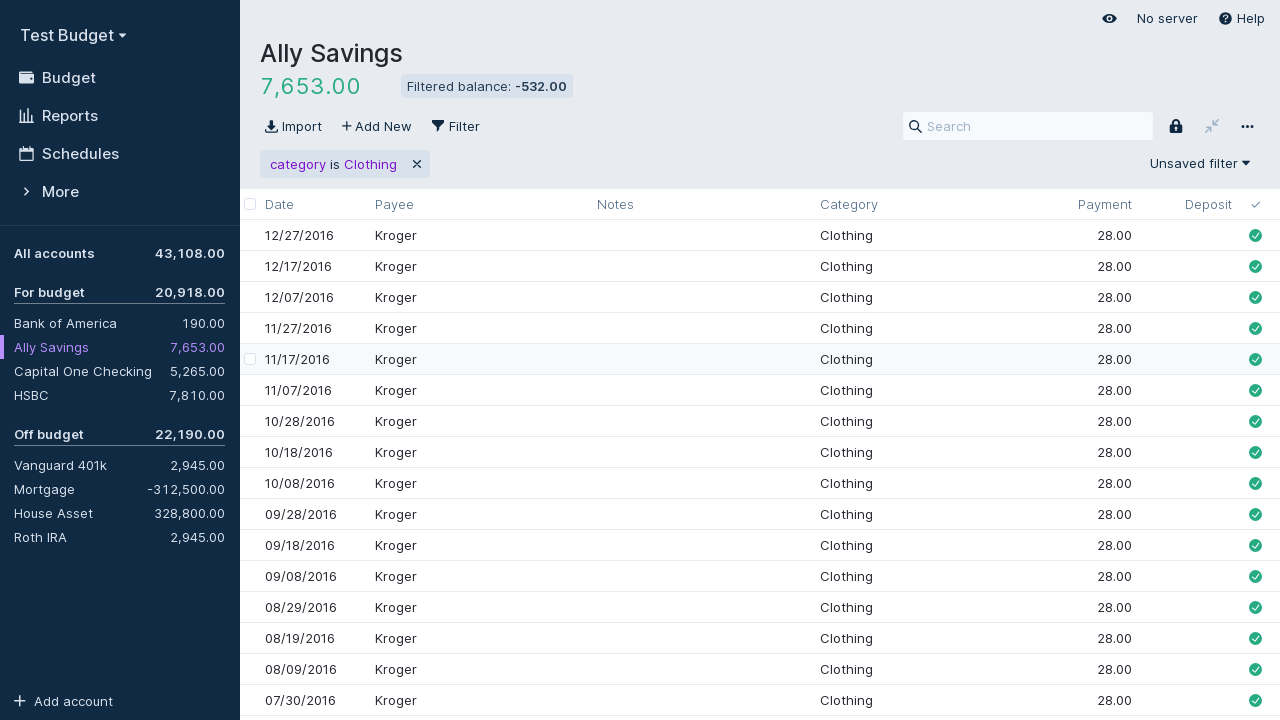 Test Budget
Budget
Reports
Schedules
More
All accounts 43,108.00
For budget 20,918.00
Bank of America 190.00
Ally Savings 7,653.00
Capital One Checking 5,265.00
HSBC 7,810.00
Off budget 22,190.00
Vanguard 401k 2,945.00
Mortgage -312,500.00
House Asset 328,800.00
Roth IRA 2,945.00
Add account
No server Help
Ally Savings
7,653.00 Filtered balance: -532.00
Import Add New Filter Search
category is Clothing Unsaved filter
Date Payee Notes Category Payment Deposit
12/27/2016 Kroger Clothing 28.00
12/17/2016 Kroger Clothing 28.00
12/07/2016 Kroger Clothing 28.00
11/27/2016 Kroger Clothing 28.00
11/17/2016 Kroger Clothing 28.00
11/07/2016 Kroger Clothing 28.00
10/28/2016 Kroger Clothing 28.00
10/18/2016 Kroger Clothing 28.00
10/08/2016 Kroger Clothing 28.00
09/28/2016 Kroger Clothing 28.00
09/18/2016 Kroger Clothing 28.00
09/08/2016 Kroger Clothing 28.00
08/29/2016 Kroger Clothing 28.00
08/19/2016 Kroger Clothing 28.00
08/09/2016 Kroger Clothing 28.00
07/30/2016 Kroger Clothing 28.00